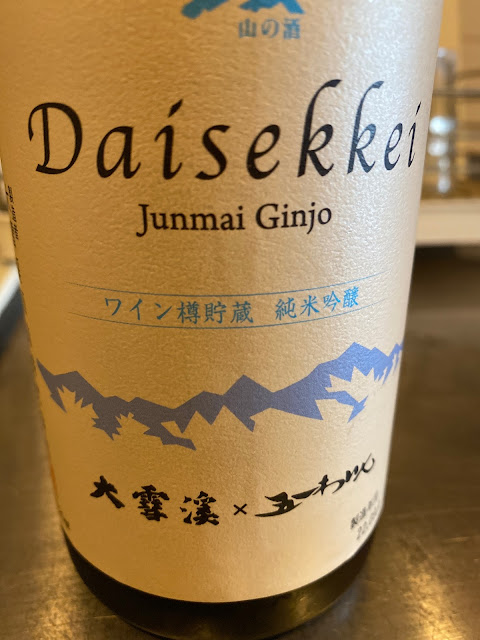 山の酒
Daisekkei
Junmai Ginjo
ワイン樽貯蔵 純米吟醸
大雪渓×五一わいん